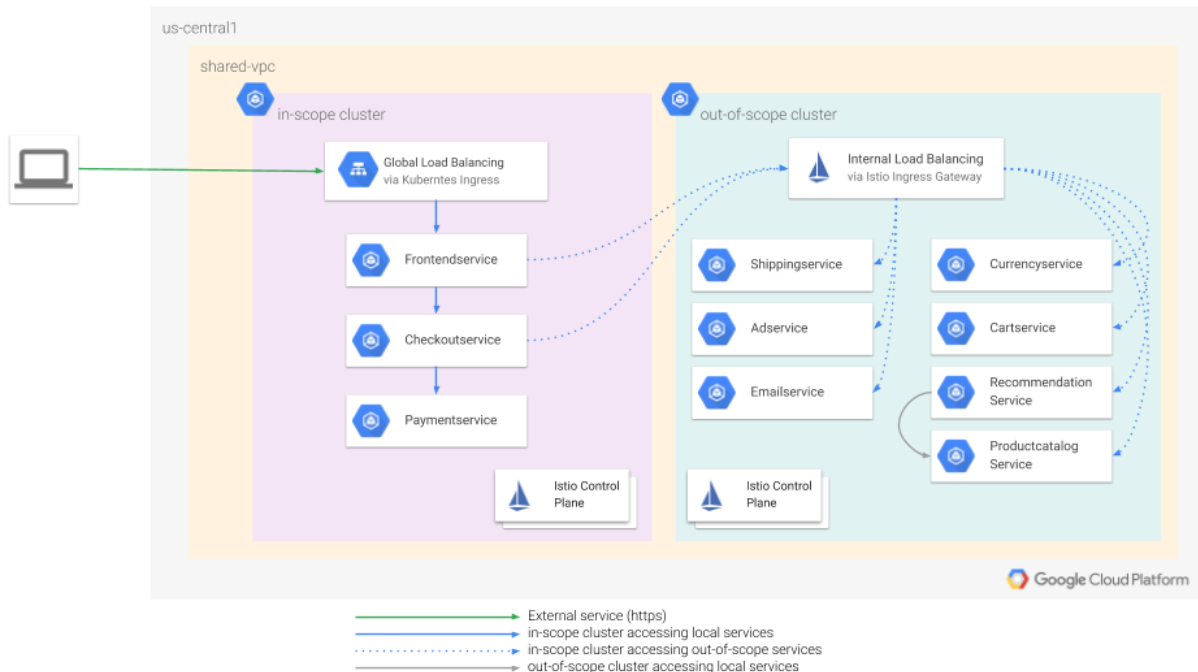 us-central1
shared-vpc
in-scope cluster
out-of-scope cluster
Global Load Balancing
via Kuberntes Ingress
Internal Load Balancing
via Istio Ingress Gateway
Frontendservice
Checkoutservice
Paymentservice
Shippingservice
Currencyservice
Adservice
Cartservice
Emailservice
Recommendation
Service
Productcatalog
Service
Istio Control
Plane
Istio Control
Plane
Google Cloud Platform
External service (https)
in-scope cluster accessing local services
in-scope cluster accessing out-of-scope services
out-of-scope cluster accessing local services